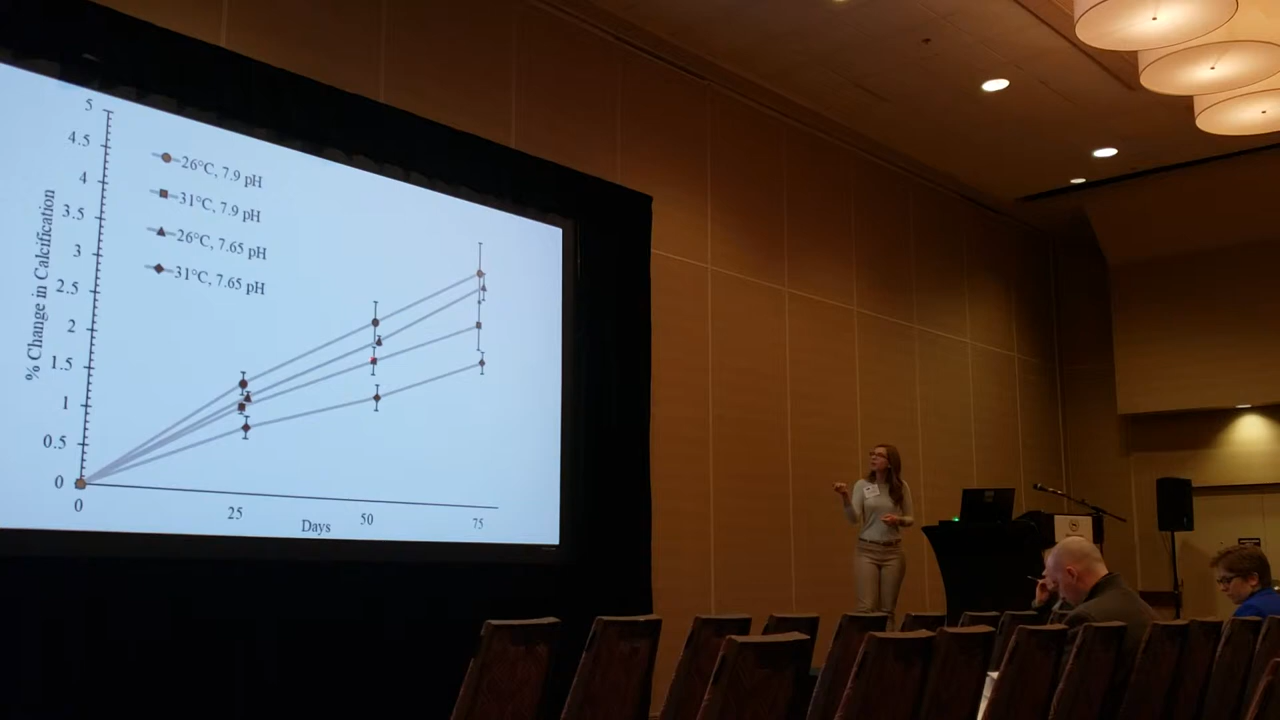 5
4.5
4
3.5
3
2.5
2
1.5
1
0.5
0
% Change in Calcification
26°C, 7.9 pH
31°C, 7.9 pH
26°C, 7.65 pH
31°C, 7.65 pH
0
25
50
75
Days